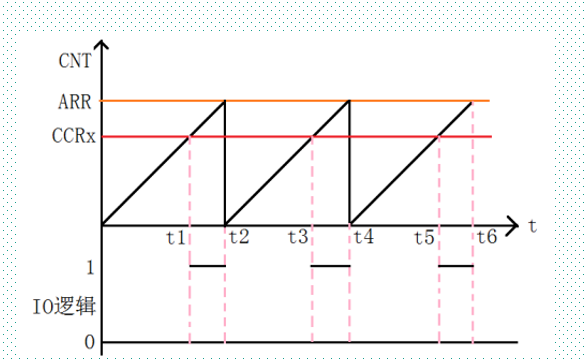 CNT
ARR
CCRx
t
t1 t2 t3 t4 t5 t6
1
IO逻辑
0